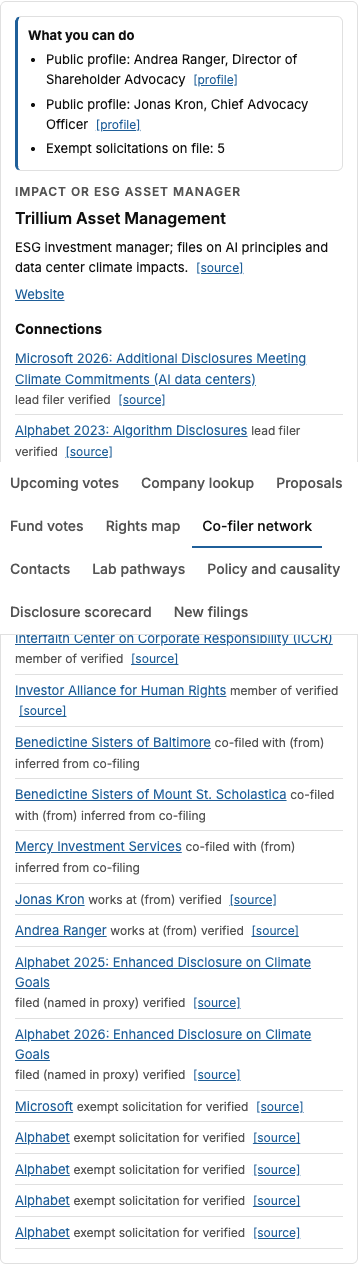 What you can do
• Public profile: Andrea Ranger, Director of
Shareholder Advocacy [profile]
• Public profile: Jonas Kron, Chief Advocacy
Officer [profile]
• Exempt solicitations on file: 5
IMPACT OR ESG ASSET MANAGER
Trillium Asset Management
ESG investment manager; files on AI principles and
data center climate impacts. [source]
Website
Connections
Microsoft 2026: Additional Disclosures Meeting
Climate Commitments (AI data centers)
lead filer verified [source]
Alphabet 2023: Algorithm Disclosures lead filer
verified [source]
Upcoming votes Company lookup Proposals
Fund votes Rights map Co-filer network
Contacts Lab pathways Policy and causality
Disclosure scorecard New filings
Interfaith Center on Corporate Responsibility (ICCR)
member of verified [source]
Investor Alliance for Human Rights member of verified
[source]
Benedictine Sisters of Baltimore co-filed with (from)
inferred from co-filing
Benedictine Sisters of Mount St. Scholastica co-filed
with (from) inferred from co-filing
Mercy Investment Services co-filed with (from)
inferred from co-filing
Jonas Kron works at (from) verified [source]
Andrea Ranger works at (from) verified [source]
Alphabet 2025: Enhanced Disclosure on Climate
Goals
filed (named in proxy) verified [source]
Alphabet 2026: Enhanced Disclosure on Climate
Goals
filed (named in proxy) verified [source]
Microsoft exempt solicitation for verified [source]
Alphabet exempt solicitation for verified [source]
Alphabet exempt solicitation for verified [source]
Alphabet exempt solicitation for verified [source]
Alphabet exempt solicitation for verified [source]